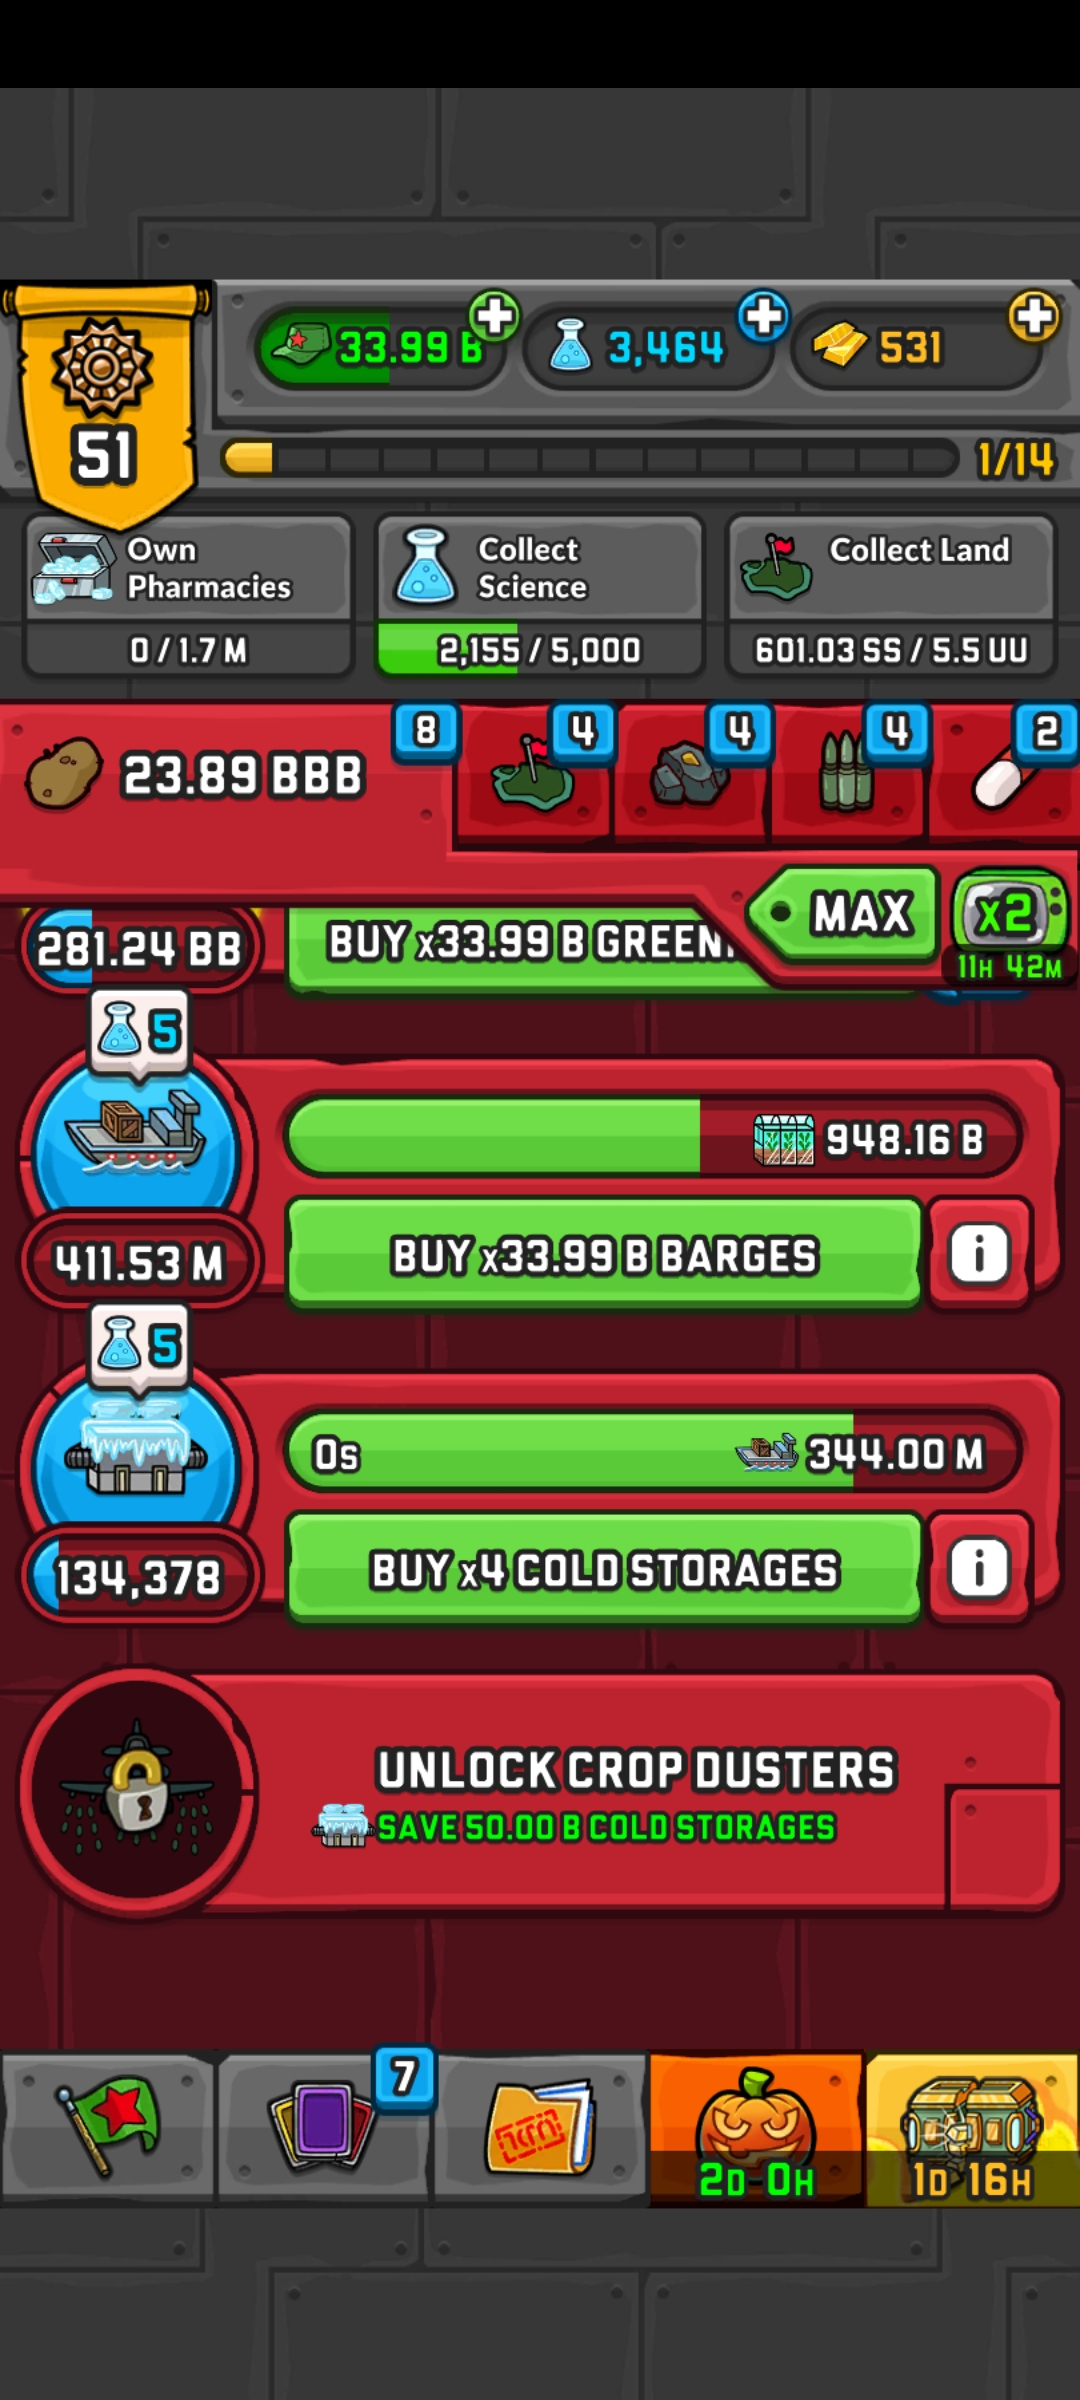 33.99 B
3,464
531
51
1/14
Own
Pharmacies
0 / 1.7 M
Collect
Science
2,155 / 5,000
Collect Land
601.03 SS / 5.5 UU
23.89 BBB
8
4
4
4
2
MAX
x2
11H 42M
281.24 BB
BUY x33.99 B GREEN
5
948.16 B
411.53 M
BUY x33.99 B BARGES
i
5
0s
344.00 M
134,378
BUY x4 COLD STORAGES
i
UNLOCK CROP DUSTERS
SAVE 50.00 B COLD STORAGES
7
2D 0H
1D 16H